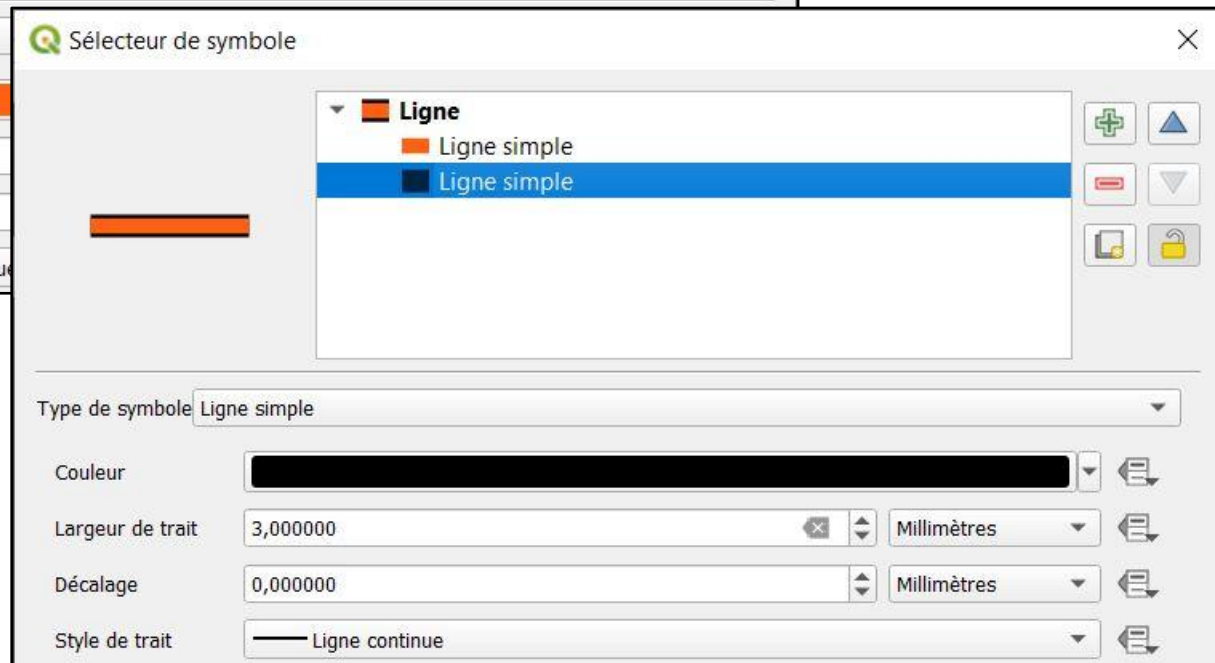 Sélecteur de symbole
Ligne
Ligne simple
Ligne simple
Type de symbole Ligne simple
Couleur
Largeur de trait 3,000000 Millimètres
Décalage 0,000000 Millimètres
Style de trait Ligne continue